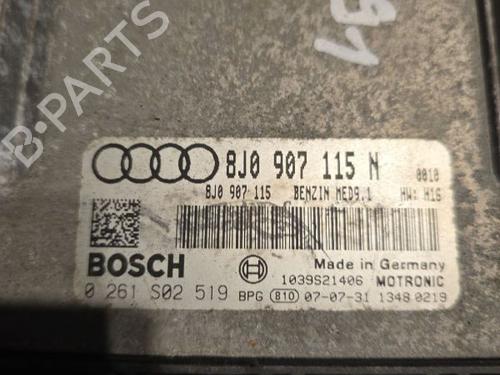 91
8J0 907 115 N 0010
8J0 907 115 BENZIN MED9.1 HW: H16
BOSCH Made in Germany
1039S21406 MOTRONIC
0 261 S02 519 BPG 810 07-07-31 1348 0219
B-PARTS